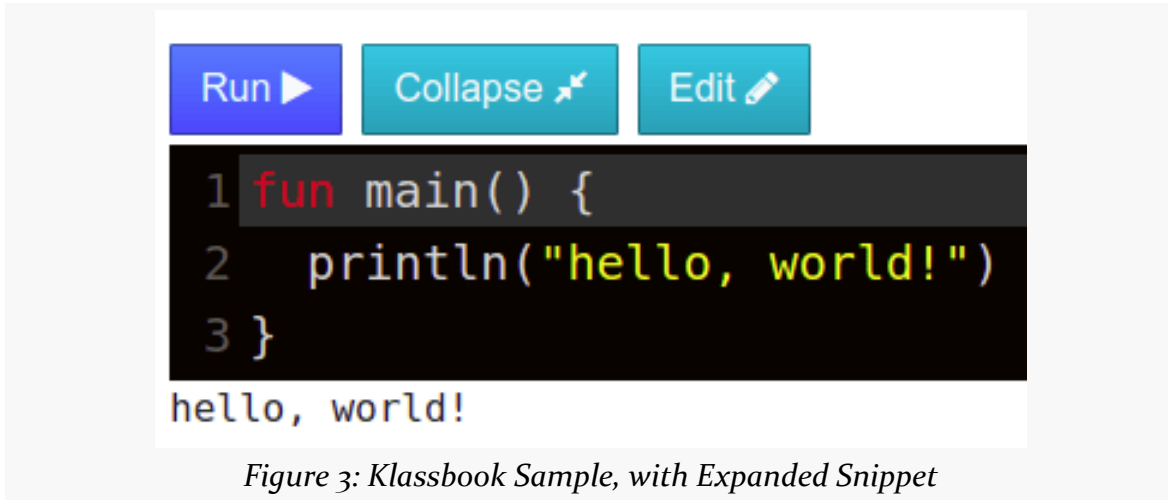 Run Collapse Edit
1 fun main() {
2   println("hello, world!")
3 }
hello, world!
Figure 3: Klassbook Sample, with Expanded Snippet